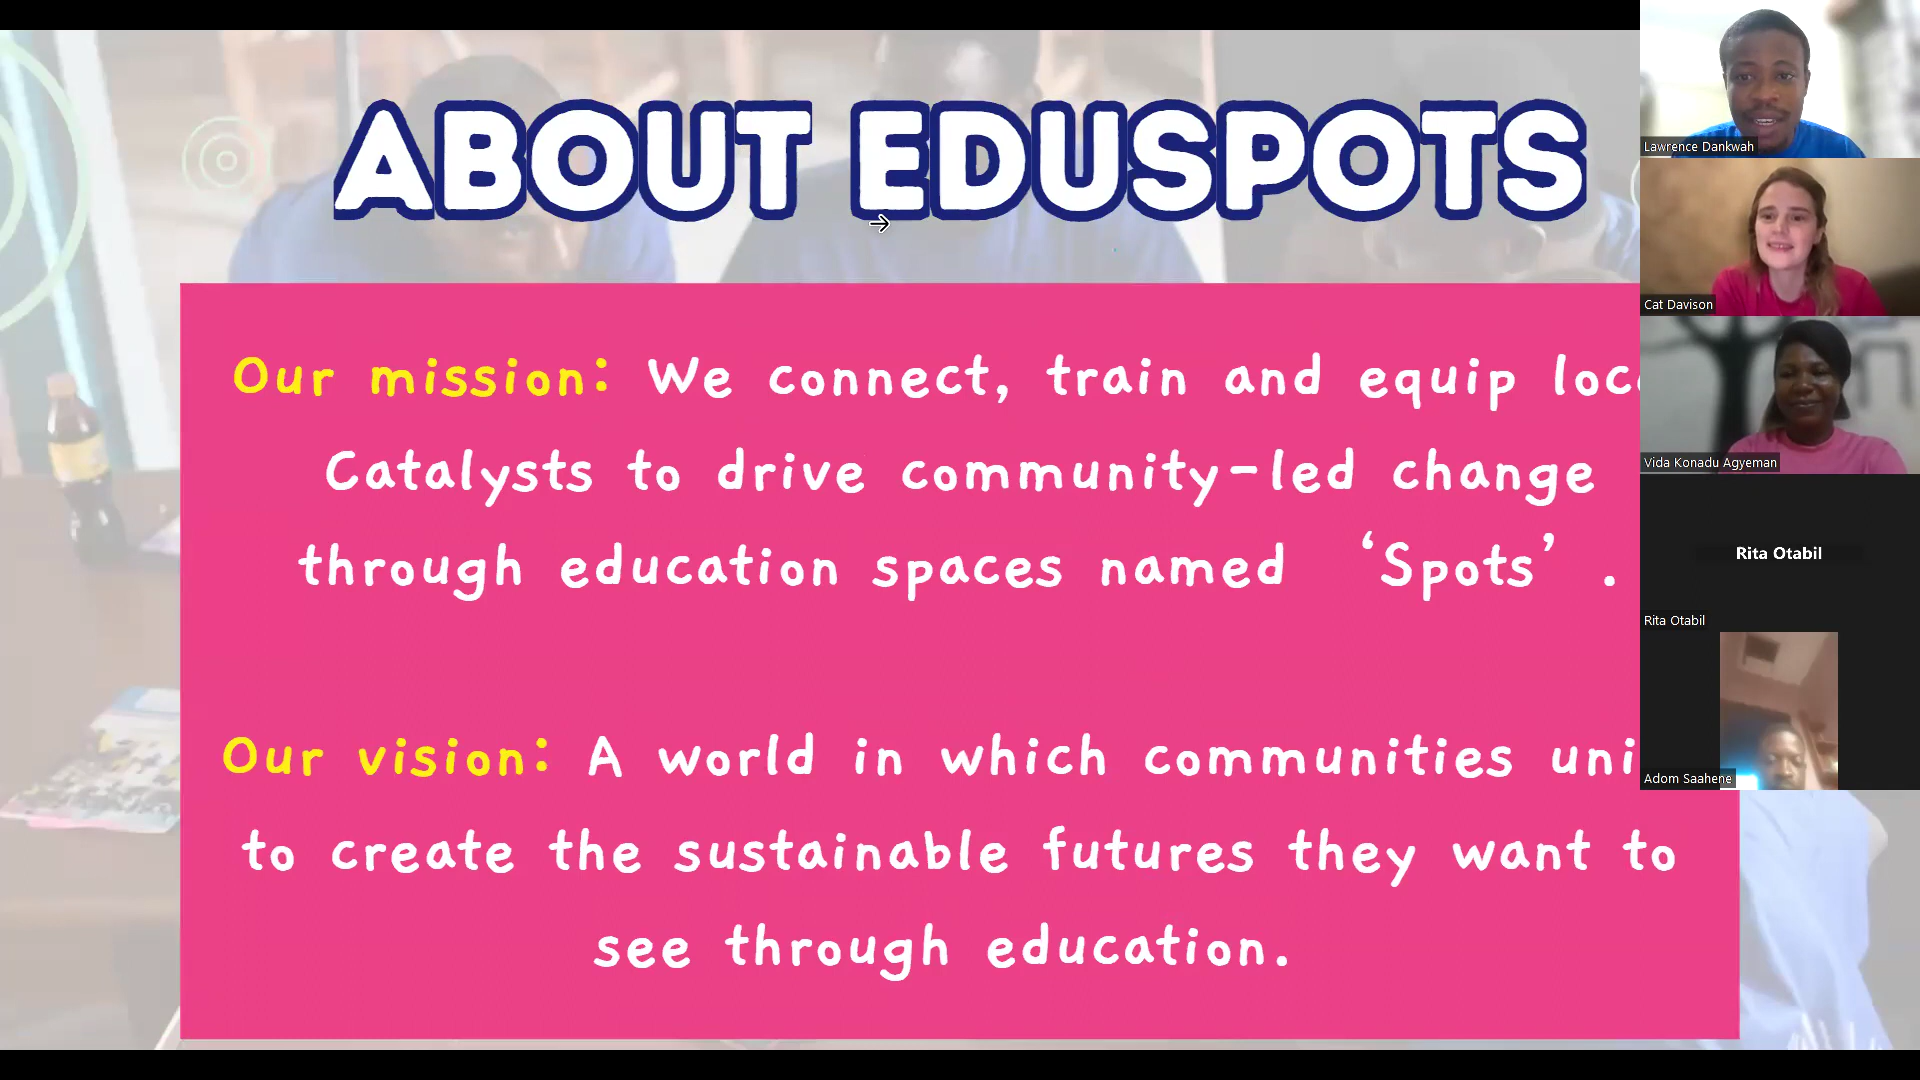 ABOUT EDUSPOTS
Our mission: We connect, train and equip
Catalysts to drive community-led change
through education spaces named ‘Spots’.
Our vision: A world in which communities
to create the sustainable futures they want to
see through education.
Lawrence Dankwah
Cat Davison
Vida Konadu Agyeman
Rita Otabil
Rita Otabil
Adom Saahene